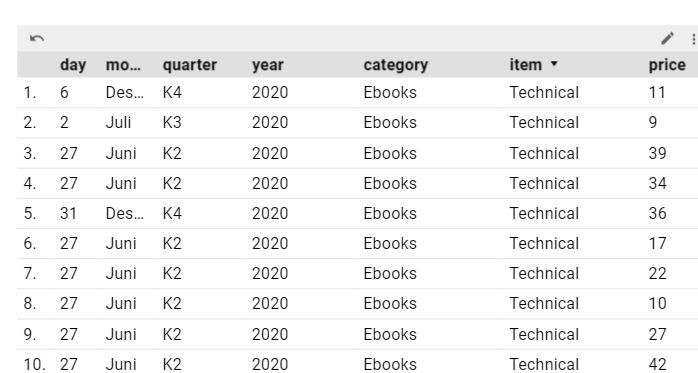 day mo... quarter year category item price
1. 6 Des... K4 2020 Ebooks Technical 11
2. 2 Juli K3 2020 Ebooks Technical 9
3. 27 Juni K2 2020 Ebooks Technical 39
4. 27 Juni K2 2020 Ebooks Technical 34
5. 31 Des... K4 2020 Ebooks Technical 36
6. 27 Juni K2 2020 Ebooks Technical 17
7. 27 Juni K2 2020 Ebooks Technical 22
8. 27 Juni K2 2020 Ebooks Technical 10
9. 27 Juni K2 2020 Ebooks Technical 27
10. 27 Juni K2 2020 Ebooks Technical 42